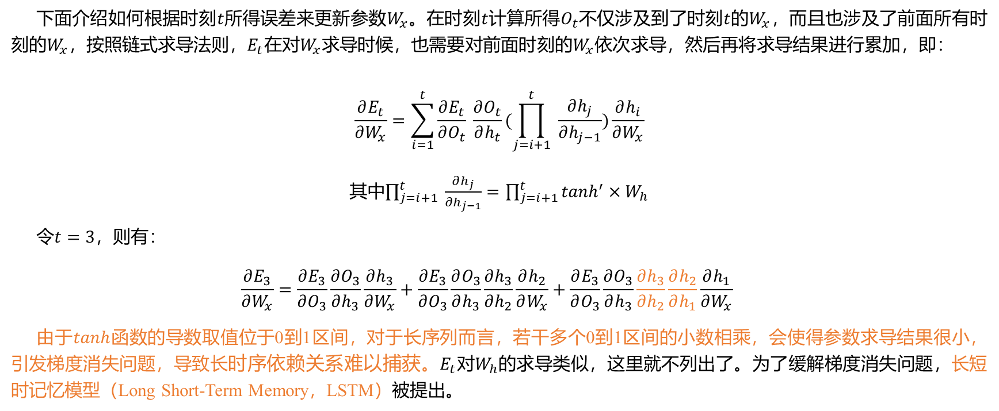 下面介绍如何根据时刻t所得误差来更新参数Wₓ。在时刻t计算所得Oₜ不仅涉及到了时刻t的Wₓ，而且也涉及了前面所有时
刻的Wₓ，按照链式求导法则，Eₜ在对Wₓ求导时候，也需要对前面时刻的Wₓ依次求导，然后再将求导结果进行累加，即：
∂Eₜ/∂Wₓ = ∑_{i=1}^{t} ∂Eₜ/∂Oₜ ∂Oₜ/∂hₜ (∏_{j=i+1}^{t} ∂h_j/∂h_{j−1}) ∂h_i/∂Wₓ
其中∏_{j=i+1}^{t} ∂h_j/∂h_{j−1} = ∏_{j=i+1}^{t} tanh′ × W_h
令t = 3，则有：
∂E₃/∂Wₓ = ∂E₃/∂O₃ ∂O₃/∂h₃ ∂h₃/∂Wₓ + ∂E₃/∂O₃ ∂O₃/∂h₃ ∂h₃/∂h₂ ∂h₂/∂Wₓ + ∂E₃/∂O₃ ∂O₃/∂h₃ ∂h₃/∂h₂ ∂h₂/∂h₁ ∂h₁/∂Wₓ
由于tanh函数的导数取值位于0到1区间，对于长序列而言，若干多个0到1区间的小数相乘，会使得参数求导结果很小，
引发梯度消失问题，导致长时序依赖关系难以捕获。Eₜ对W_h的求导类似，这里就不列出了。为了缓解梯度消失问题，长短
时记忆模型（Long Short-Term Memory，LSTM）被提出。